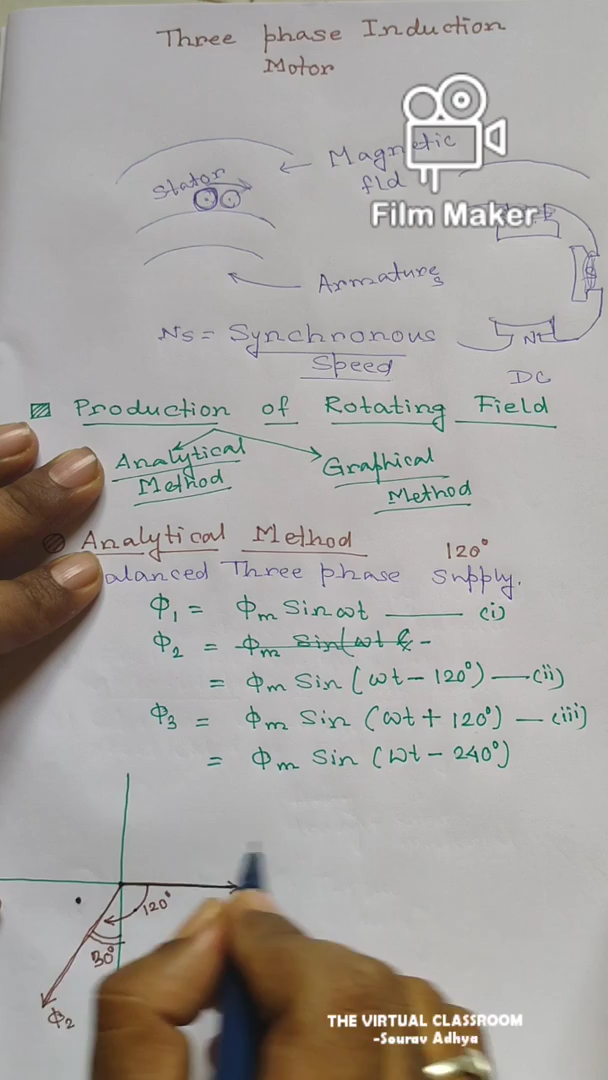 Three phase Induction
Motor
Magnetic
fld
Stator
Film Maker
Armatures
Ns = Synchronous
Speed
N
DC
Production of Rotating Field
Analytical
Method
Graphical
Method
Analytical Method
120°
alanced Three phase Supply.
Φ₁ = Φm Sin ωt —— (i)
Φ₂ = Φm Sin(ωt
= Φm Sin (ωt - 120°) — (ii)
Φ₃ = Φm Sin (ωt + 120°) — (iii)
= Φm Sin (ωt - 240°)
120°
30°
Φ₂
THE VIRTUAL CLASSROOM
-Sourav Adhya